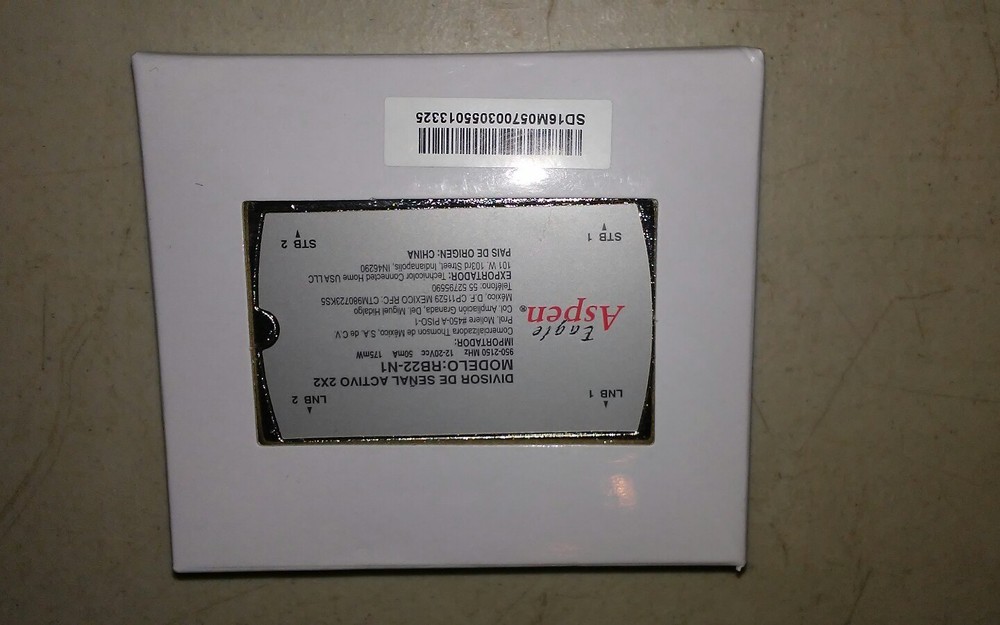 LNB 1
LNB 2
Eagle
Aspen®
DIVISOR DE SEÑAL ACTIVO 2X2
MODELO:RB22-N1
950-2150 MHz 12-20Vcc 50mA 175mW
IMPORTADOR:
Comercializadora Thomson de México, S.A. de C.V.
Prol. Moliere #450-A PISO-1
Col. Ampliación Granada, Del. Miguel Hidalgo
México, D.F. CP11529 MEXICO RFC: CTM980723KS5
Teléfono: 55 52795590
EXPORTADOR: Technicolor Connected Home USA LLC
101 W. 103rd Street, Indianapolis, IN46290
PAIS DE ORIGEN: CHINA
STB 1
STB 2
SD16M057003055013325